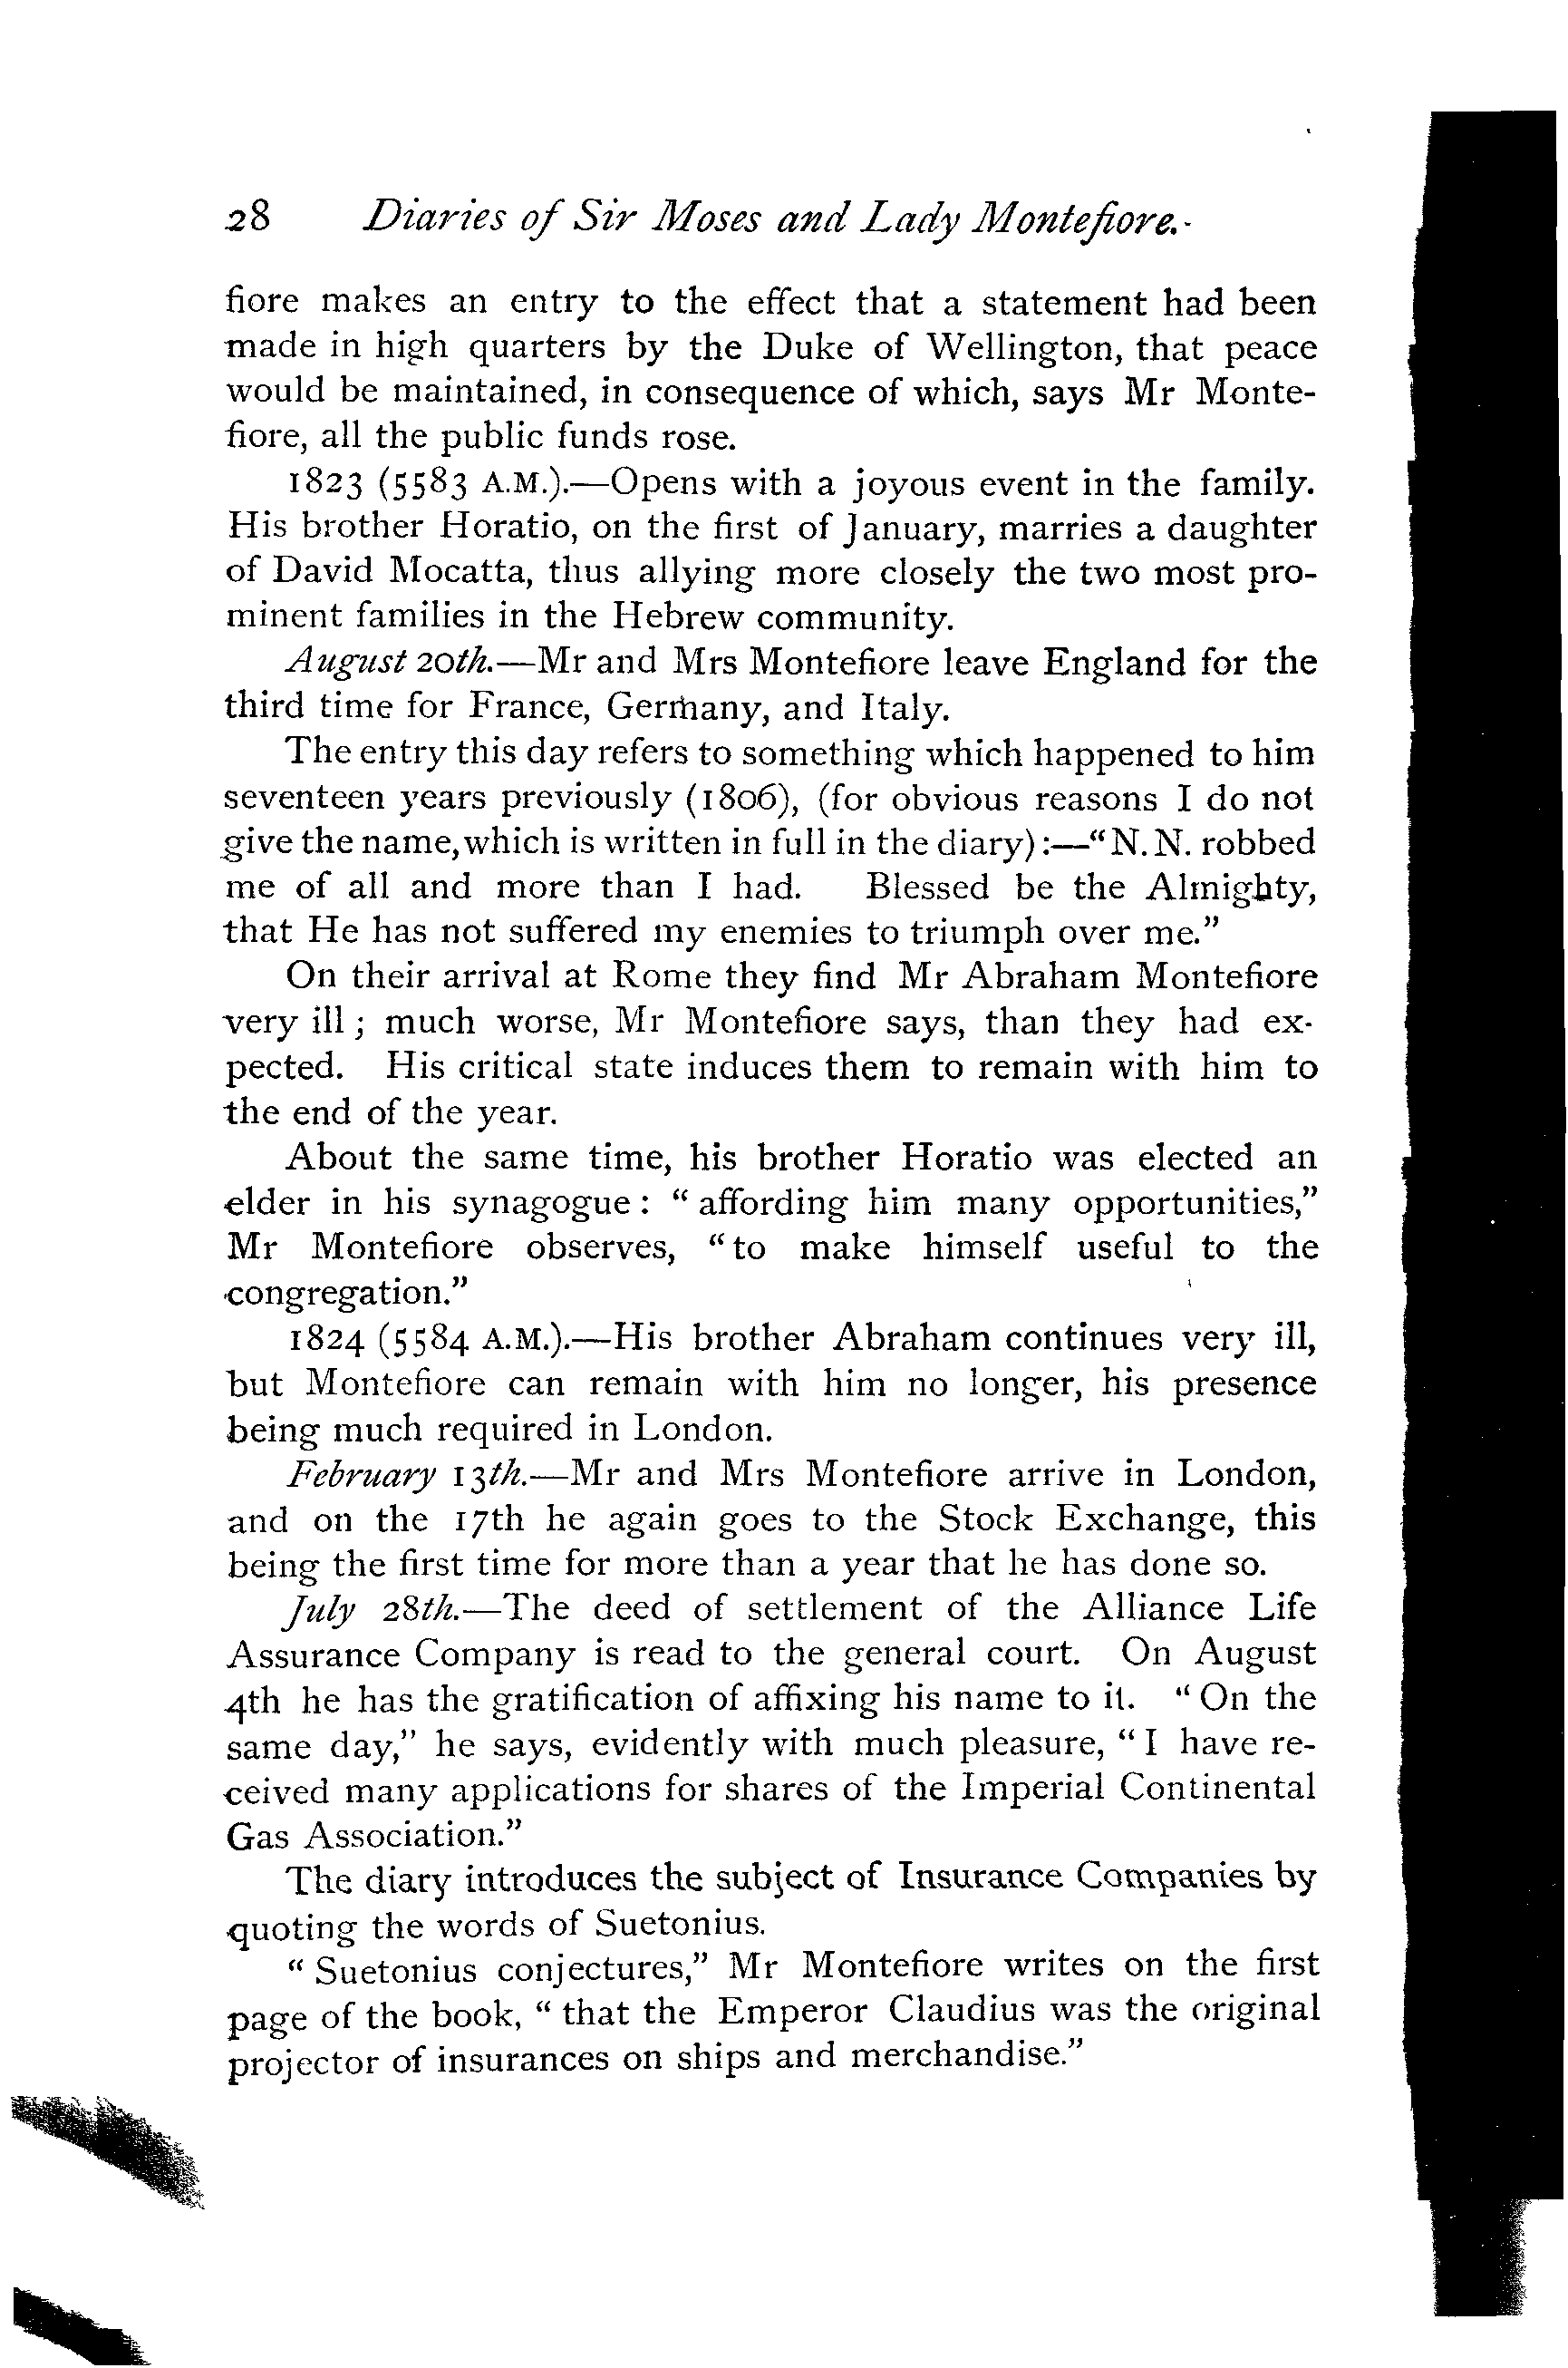 28 Diaries of Sir Moses and Lady Montefiore.
fiore makes an entry to the effect that a statement had been
made in high quarters by the Duke of Wellington, that peace
would be maintained, in consequence of which, says Mr Monte-
fiore, all the public funds rose.
1823 (5583 A.M.).—Opens with a joyous event in the family.
His brother Horatio, on the first of January, marries a daughter
of David Mocatta, thus allying more closely the two most pro-
minent families in the Hebrew community.
August 20th.—Mr and Mrs Montefiore leave England for the
third time for France, Germany, and Italy.
The entry this day refers to something which happened to him
seventeen years previously (1806), (for obvious reasons I do not
give the name, which is written in full in the diary) :—“N. N. robbed
me of all and more than I had. Blessed be the Almighty,
that He has not suffered my enemies to triumph over me.”
On their arrival at Rome they find Mr Abraham Montefiore
very ill ; much worse, Mr Montefiore says, than they had ex-
pected. His critical state induces them to remain with him to
the end of the year.
About the same time, his brother Horatio was elected an
elder in his synagogue : “ affording him many opportunities,”
Mr Montefiore observes, “to make himself useful to the
congregation.”
1824 (5584 A.M.).—His brother Abraham continues very ill,
but Montefiore can remain with him no longer, his presence
being much required in London.
February 13th.—Mr and Mrs Montefiore arrive in London,
and on the 17th he again goes to the Stock Exchange, this
being the first time for more than a year that he has done so.
July 28th.—The deed of settlement of the Alliance Life
Assurance Company is read to the general court. On August
4th he has the gratification of affixing his name to it. “ On the
same day,” he says, evidently with much pleasure, “ I have re-
ceived many applications for shares of the Imperial Continental
Gas Association.”
The diary introduces the subject of Insurance Companies by
quoting the words of Suetonius.
“ Suetonius conjectures,” Mr Montefiore writes on the first
page of the book, “ that the Emperor Claudius was the original
projector of insurances on ships and merchandise.”